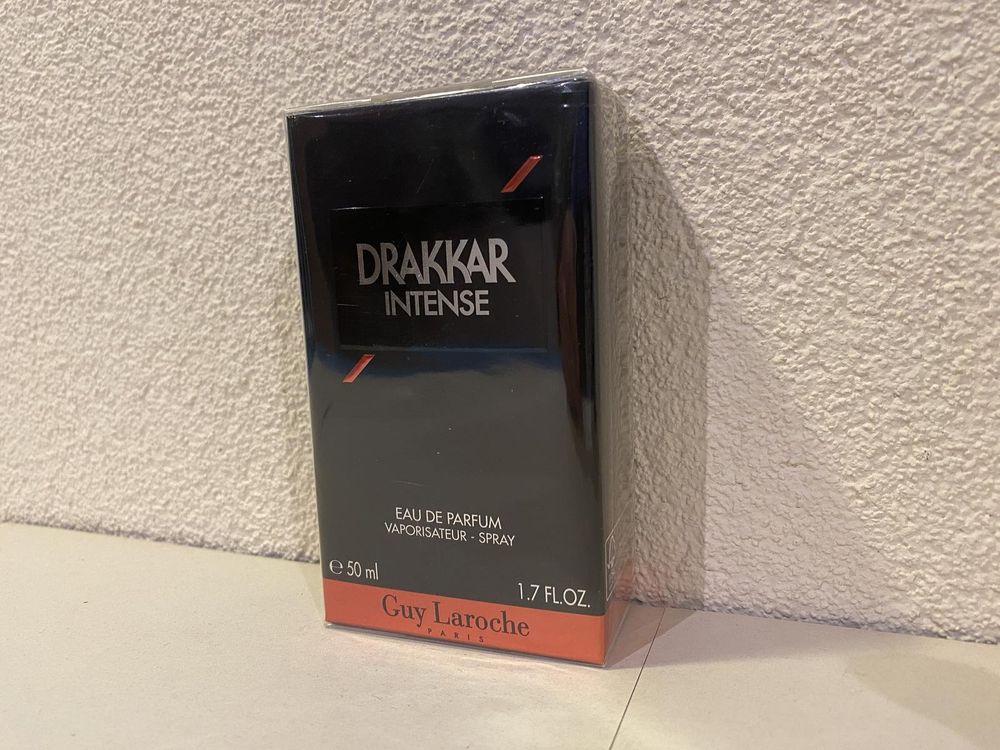 DRAKKAR
INTENSE
EAU DE PARFUM
VAPORISATEUR - SPRAY
℮ 50 ml
1.7 FL.OZ.
Guy Laroche
PARIS